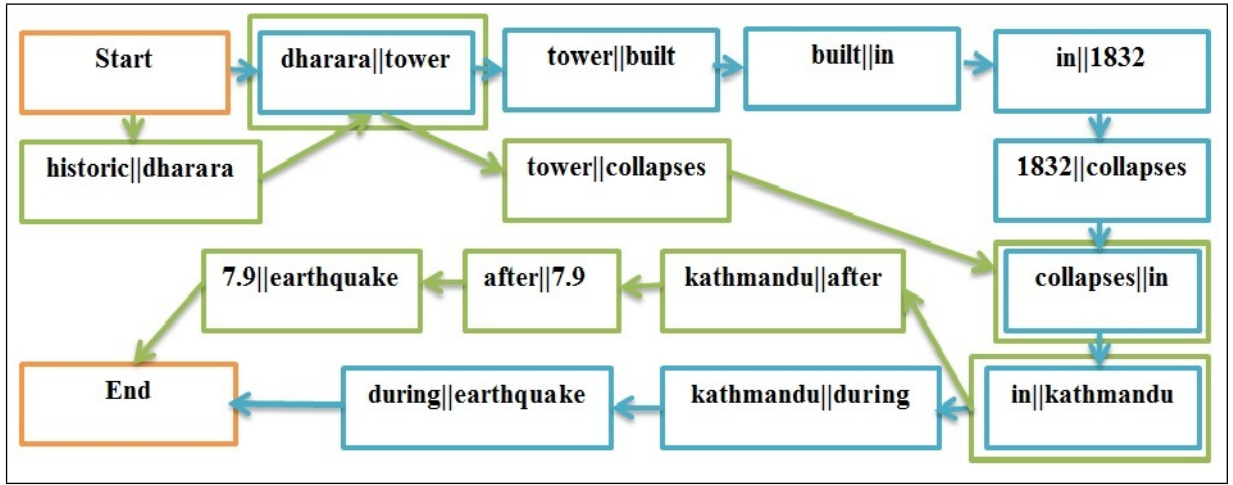 Start
dharara||tower
tower||built
built||in
in||1832
historic||dharara
tower||collapses
1832||collapses
7.9||earthquake
after||7.9
kathmandu||after
collapses||in
End
during||earthquake
kathmandu||during
in||kathmandu